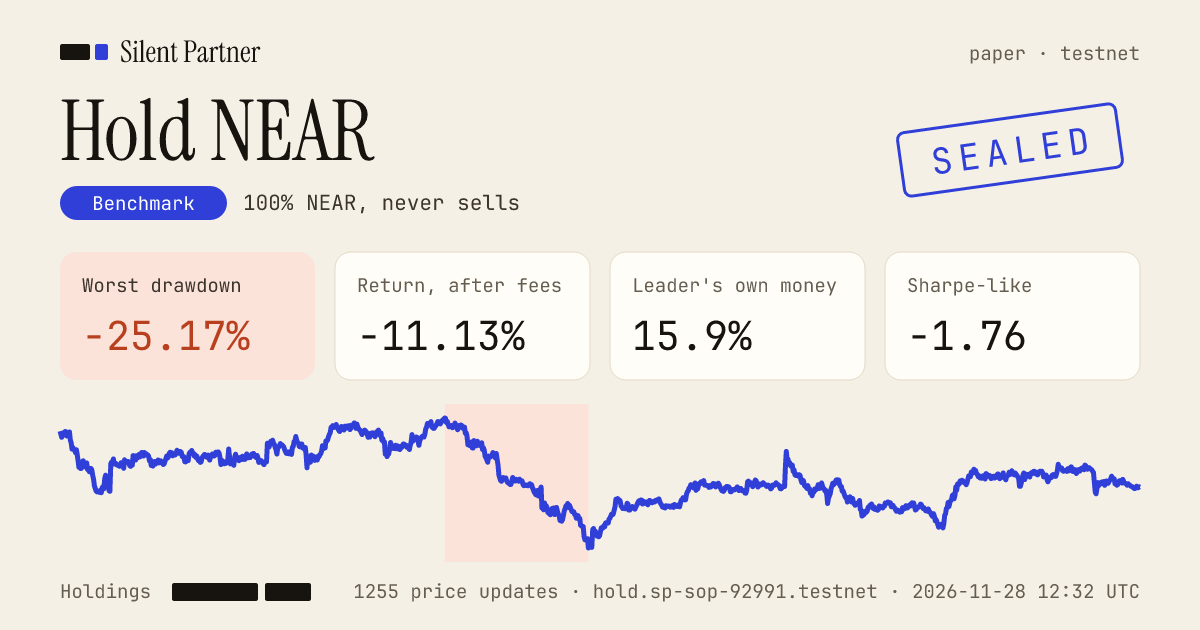 Silent Partner
paper · testnet
Hold NEAR
SEALED
Benchmark
100% NEAR, never sells
Worst drawdown
-25.17%
Return, after fees
-11.13%
Leader's own money
15.9%
Sharpe-like
-1.76
Holdings
1255 price updates · hold.sp-sop-92991.testnet · 2026-11-28 12:32 UTC